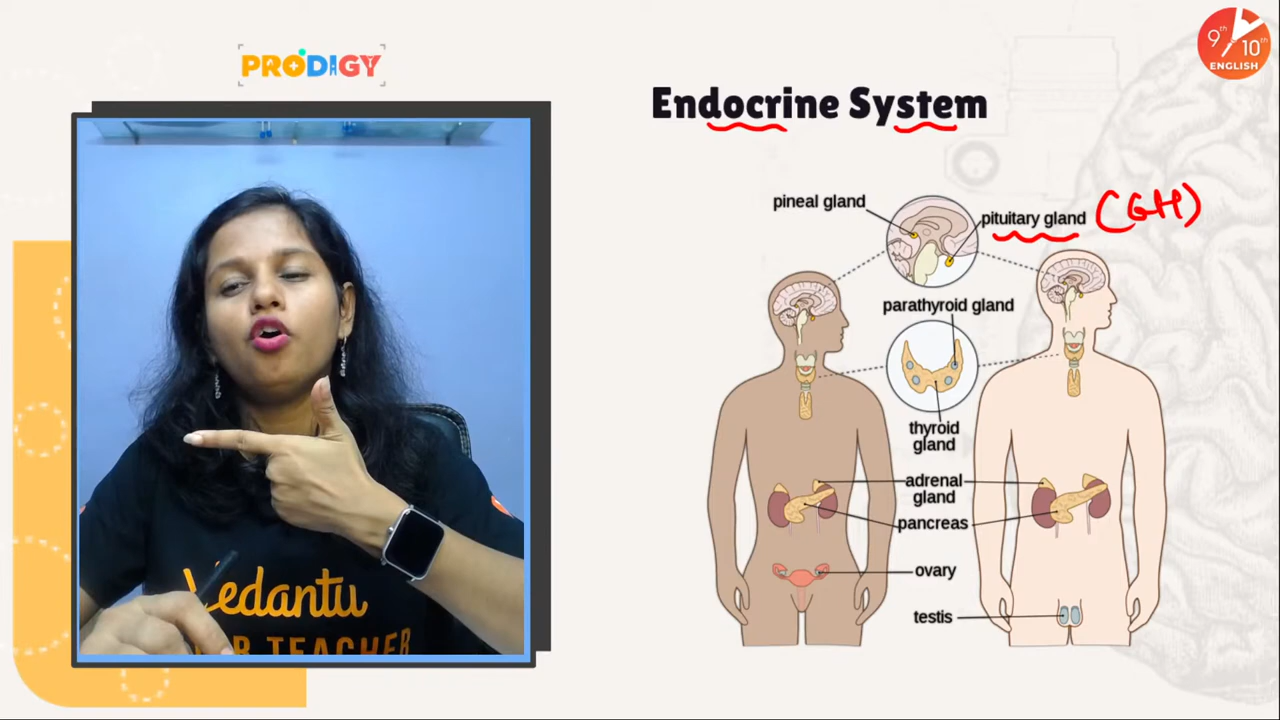 PRODIGY
9th 10th
ENGLISH
Endocrine System
pineal gland
pituitary gland (GH)
parathyroid gland
thyroid
gland
adrenal
gland
pancreas
ovary
testis
Vedantu
TEACHER